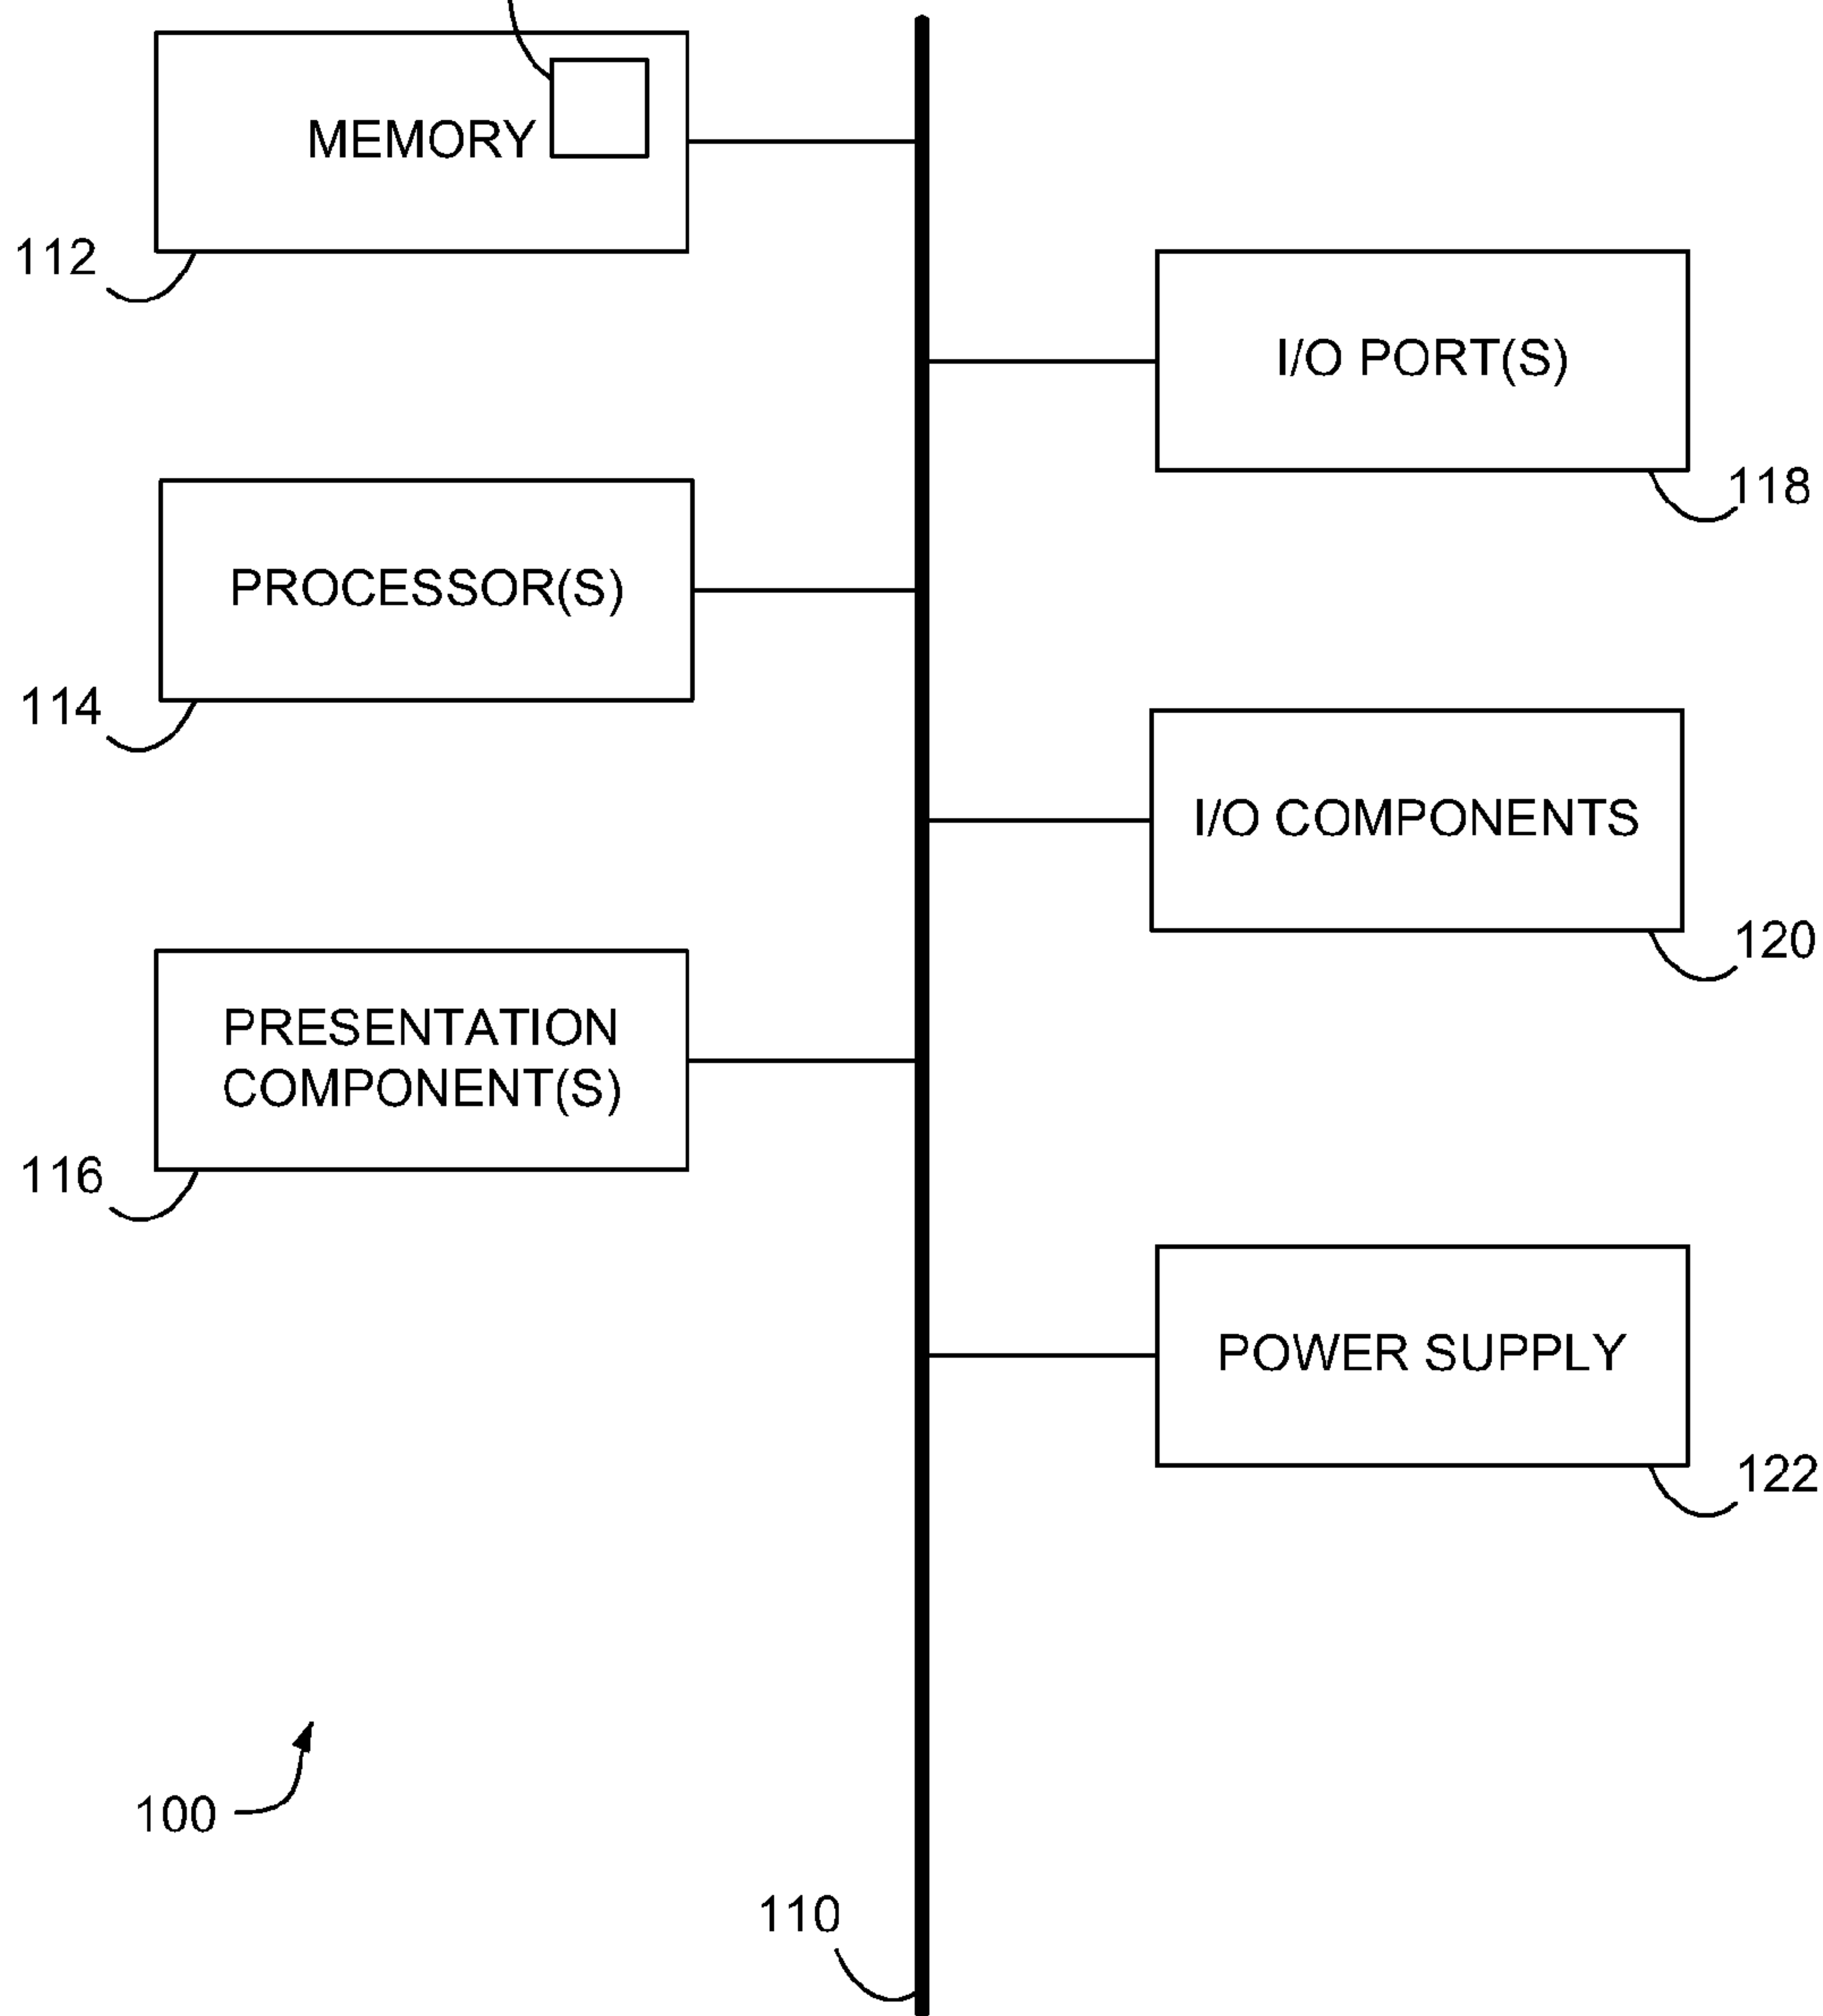 MEMORY
112
I/O PORT(S)
118
PROCESSOR(S)
114
I/O COMPONENTS
120
PRESENTATION
COMPONENT(S)
116
POWER SUPPLY
122
100
110